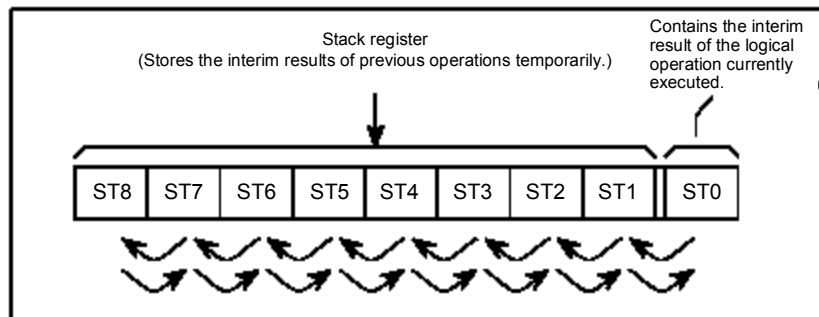 Stack register
(Stores the interim results of previous operations temporarily.)
Contains the interim
result of the logical
operation currently
executed.
ST8 ST7 ST6 ST5 ST4 ST3 ST2 ST1 ST0